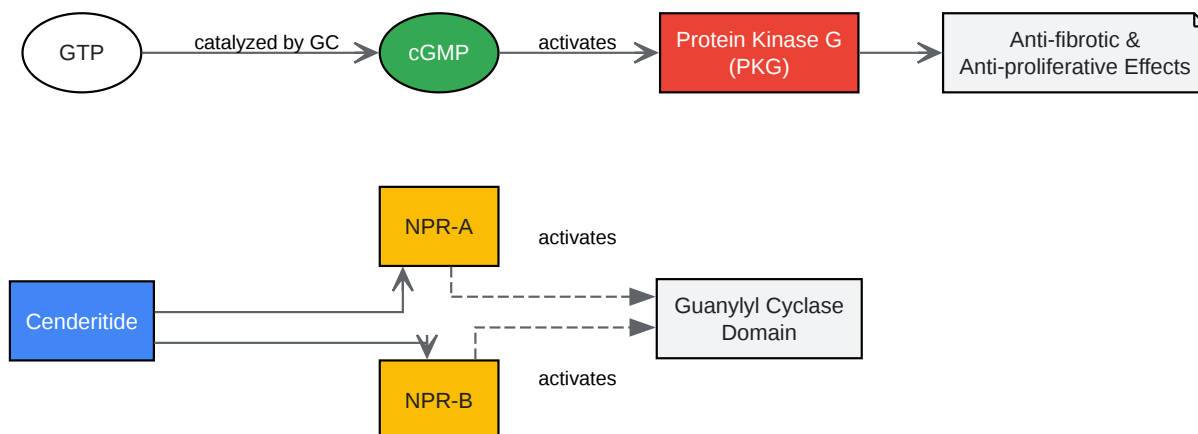 GTP
catalyzed by GC
cGMP
activates
Protein Kinase G
(PKG)
Anti-fibrotic &
Anti-proliferative Effects
NPR-A
activates
Cenderitide
Guanylyl Cyclase
Domain
NPR-B
activates